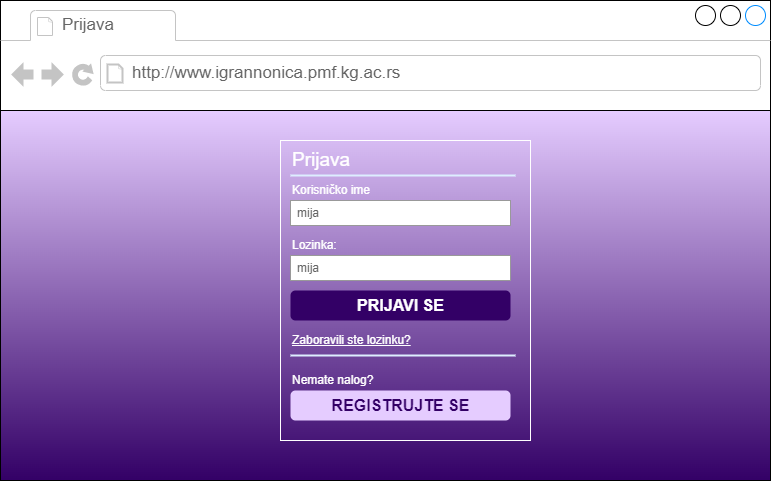 Prijava
http://www.igrannonica.pmf.kg.ac.rs
Prijava
Korisničko ime
mija
Lozinka:
mija
PRIJAVI SE
Zaboravili ste lozinku?
Nemate nalog?
REGISTRUJTE SE